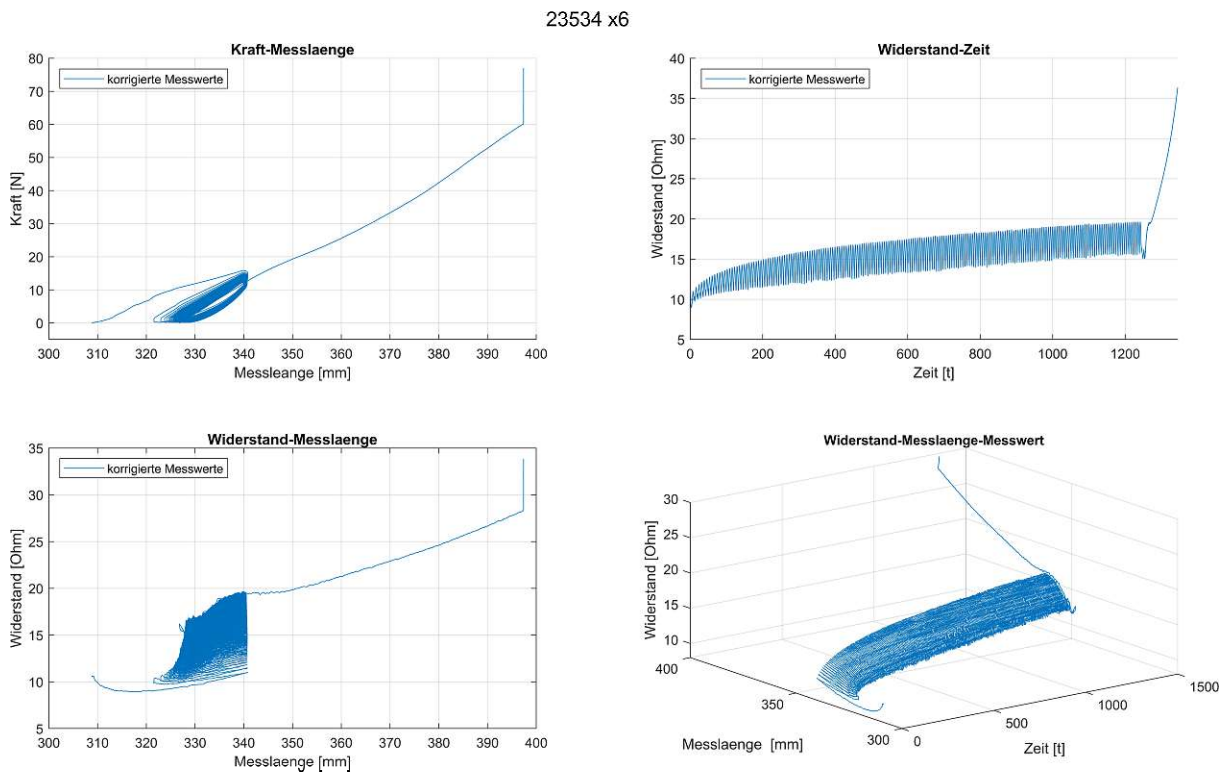 23534 x6
Kraft-Messlaenge
korrigierte Messwerte
80
70
60
50
40
30
20
10
0
Kraft [N]
300 310 320 330 340 350 360 370 380 390 400
Messleange [mm]
Widerstand-Zeit
korrigierte Messwerte
40
35
30
25
20
15
10
5
Widerstand [Ohm]
0 200 400 600 800 1000 1200
Zeit [t]
Widerstand-Messlaenge
korrigierte Messwerte
35
30
25
20
15
10
5
Widerstand [Ohm]
300 310 320 330 340 350 360 370 380 390 400
Messlaenge [mm]
Widerstand-Messlaenge-Messwert
30
25
20
15
10
Widerstand [Ohm]
400 350 300
Messlaenge [mm]
0 500 1000 1500
Zeit [t]